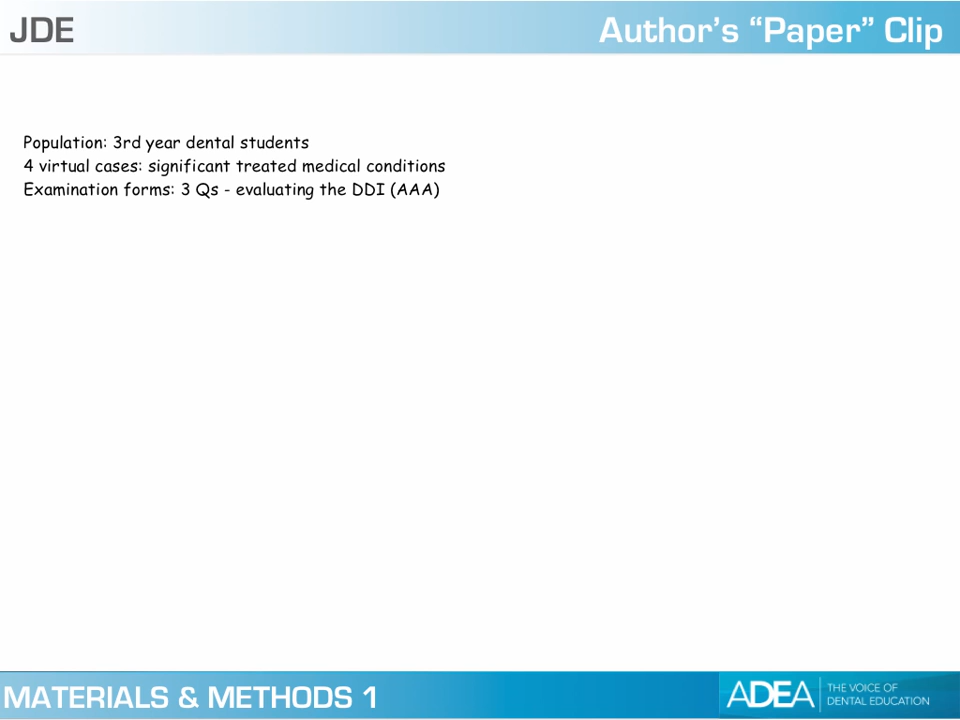 JDE
Author's “Paper” Clip
Population: 3rd year dental students
4 virtual cases: significant treated medical conditions
Examination forms: 3 Qs - evaluating the DDI (AAA)
MATERIALS & METHODS 1
ADEA
THE VOICE OF
DENTAL EDUCATION